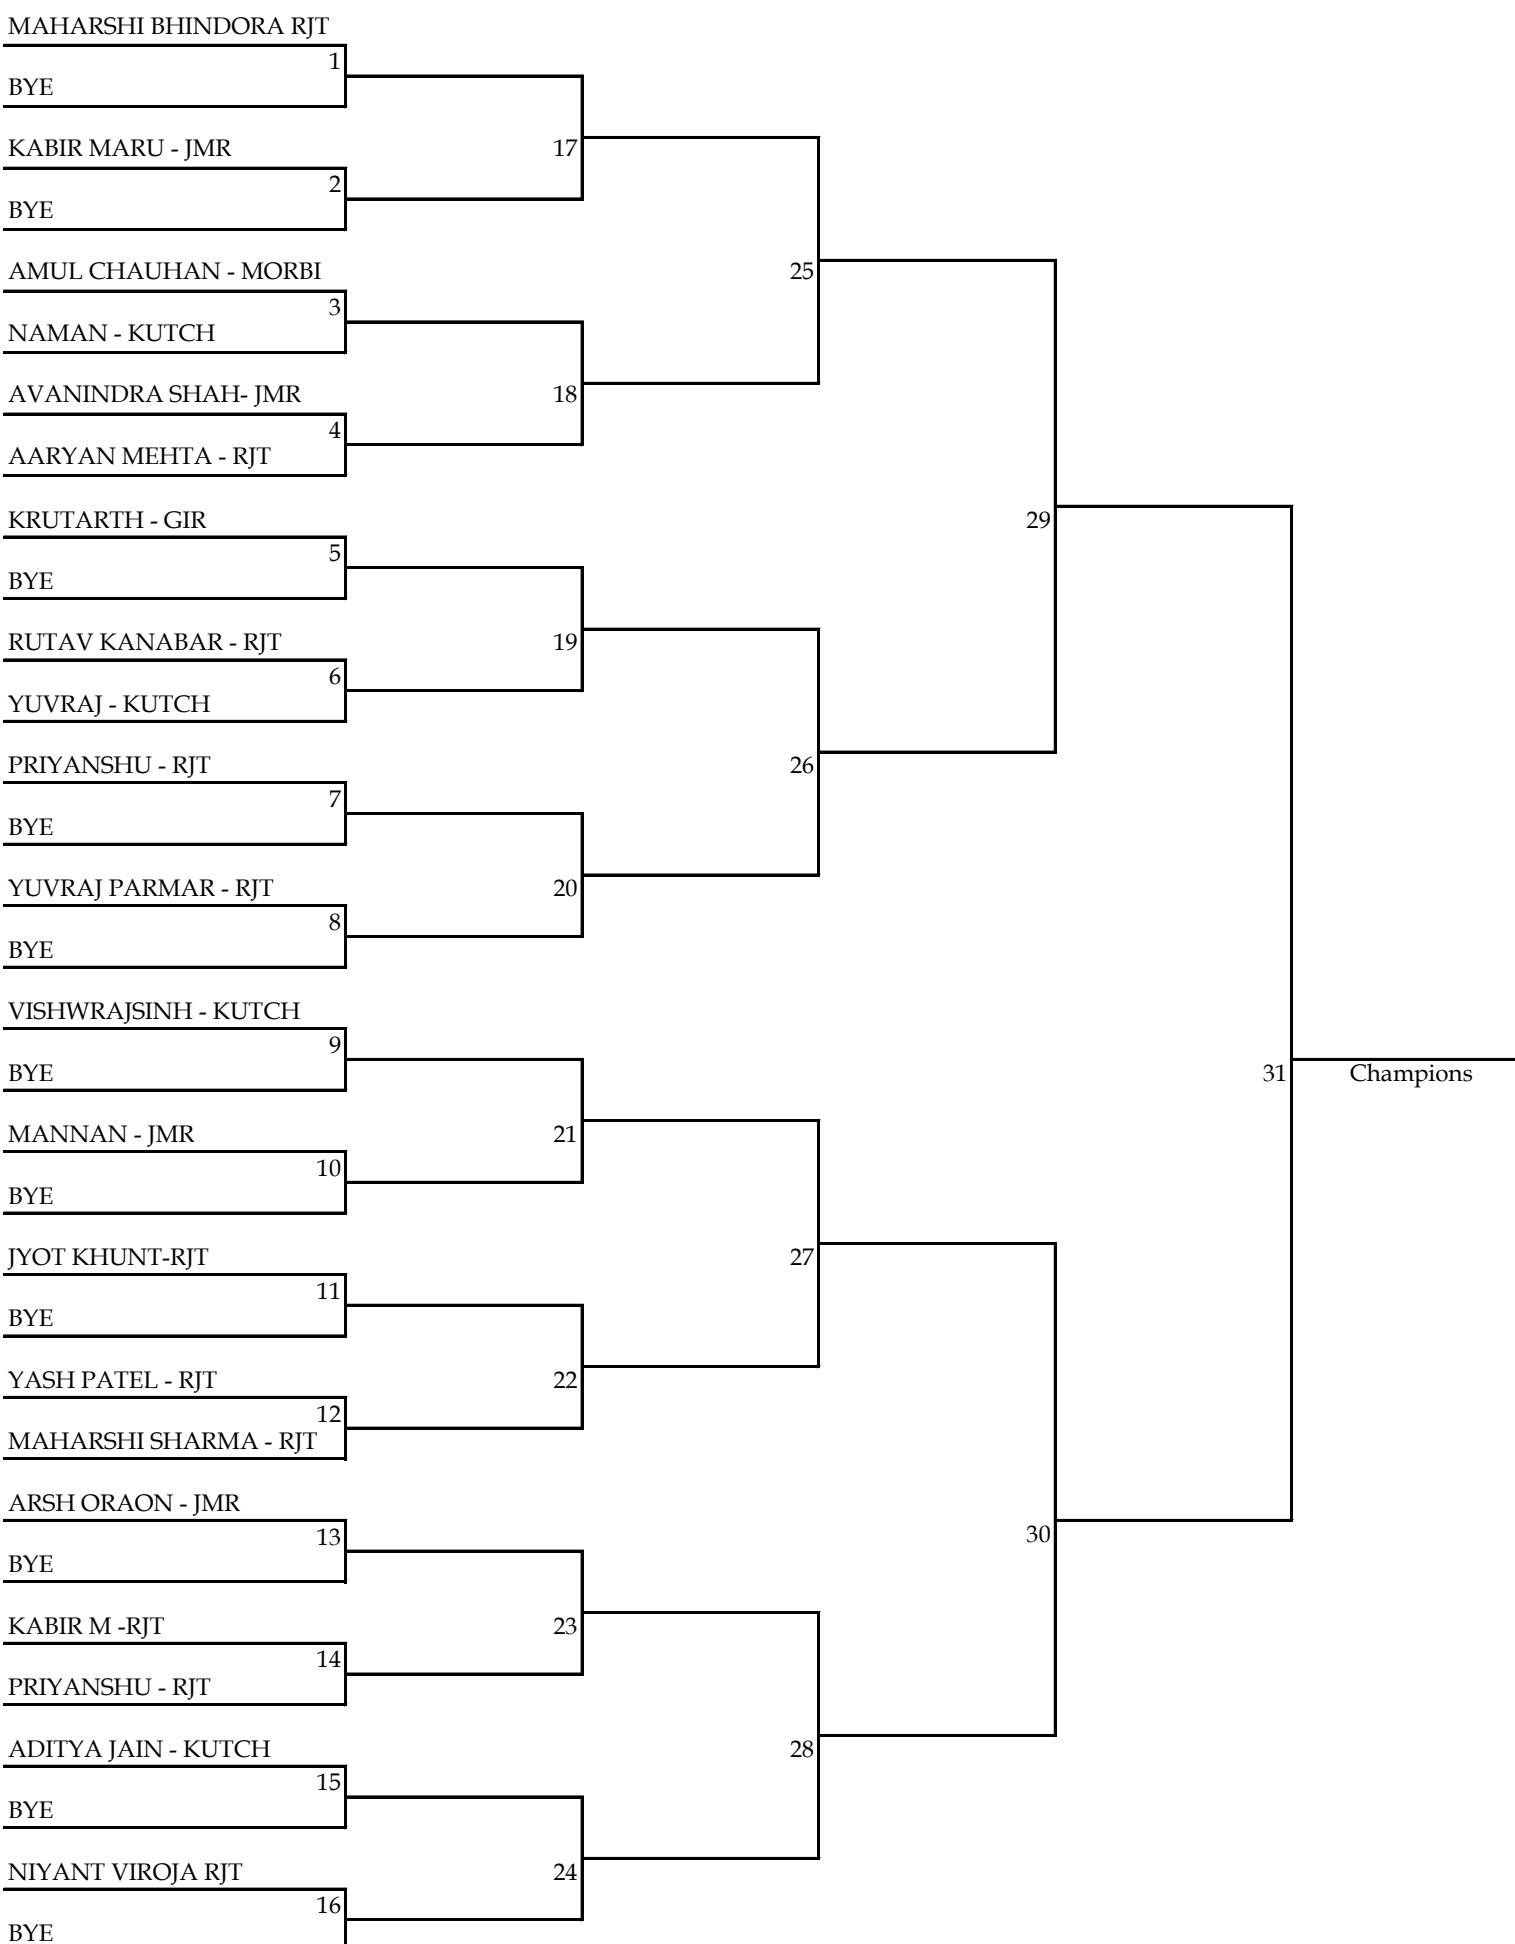 MAHARSHI BHINDORA RJT
1
BYE
KABIR MARU - JMR
17
2
BYE
AMUL CHAUHAN - MORBI
25
3
NAMAN - KUTCH
AVANINDRA SHAH- JMR
18
4
AARYAN MEHTA - RJT
KRUTARTH - GIR
29
5
BYE
RUTAV KANABAR - RJT
19
6
YUVRAJ - KUTCH
PRIYANSHU - RJT
26
7
BYE
YUVRAJ PARMAR - RJT
20
8
BYE
VISHWRAJSINH - KUTCH
9
BYE
31
Champions
MANNAN - JMR
21
10
BYE
JYOT KHUNT-RJT
27
11
BYE
YASH PATEL - RJT
22
12
MAHARSHI SHARMA - RJT
ARSH ORAON - JMR
13
30
BYE
KABIR M -RJT
23
14
PRIYANSHU - RJT
ADITYA JAIN - KUTCH
28
15
BYE
NIYANT VIROJA RJT
24
16
BYE